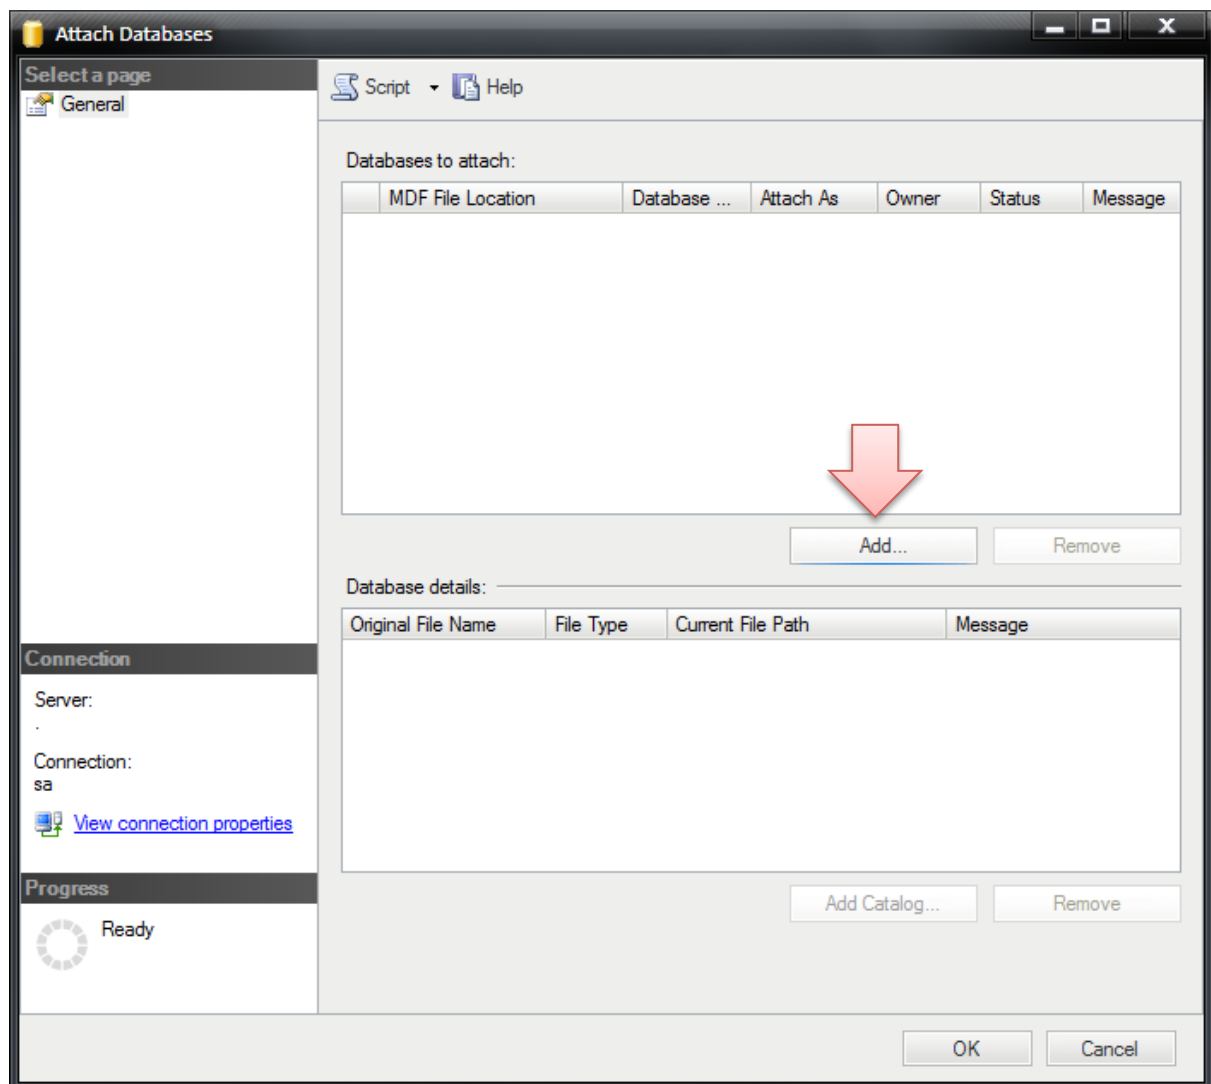 Attach Databases
Select a page
General
Script
Help
Databases to attach:
MDF File Location
Database ...
Attach As
Owner
Status
Message
Add...
Remove
Database details:
Original File Name
File Type
Current File Path
Message
Add Catalog...
Remove
Connection
Server:
.
Connection:
sa
View connection properties
Progress
Ready
OK
Cancel